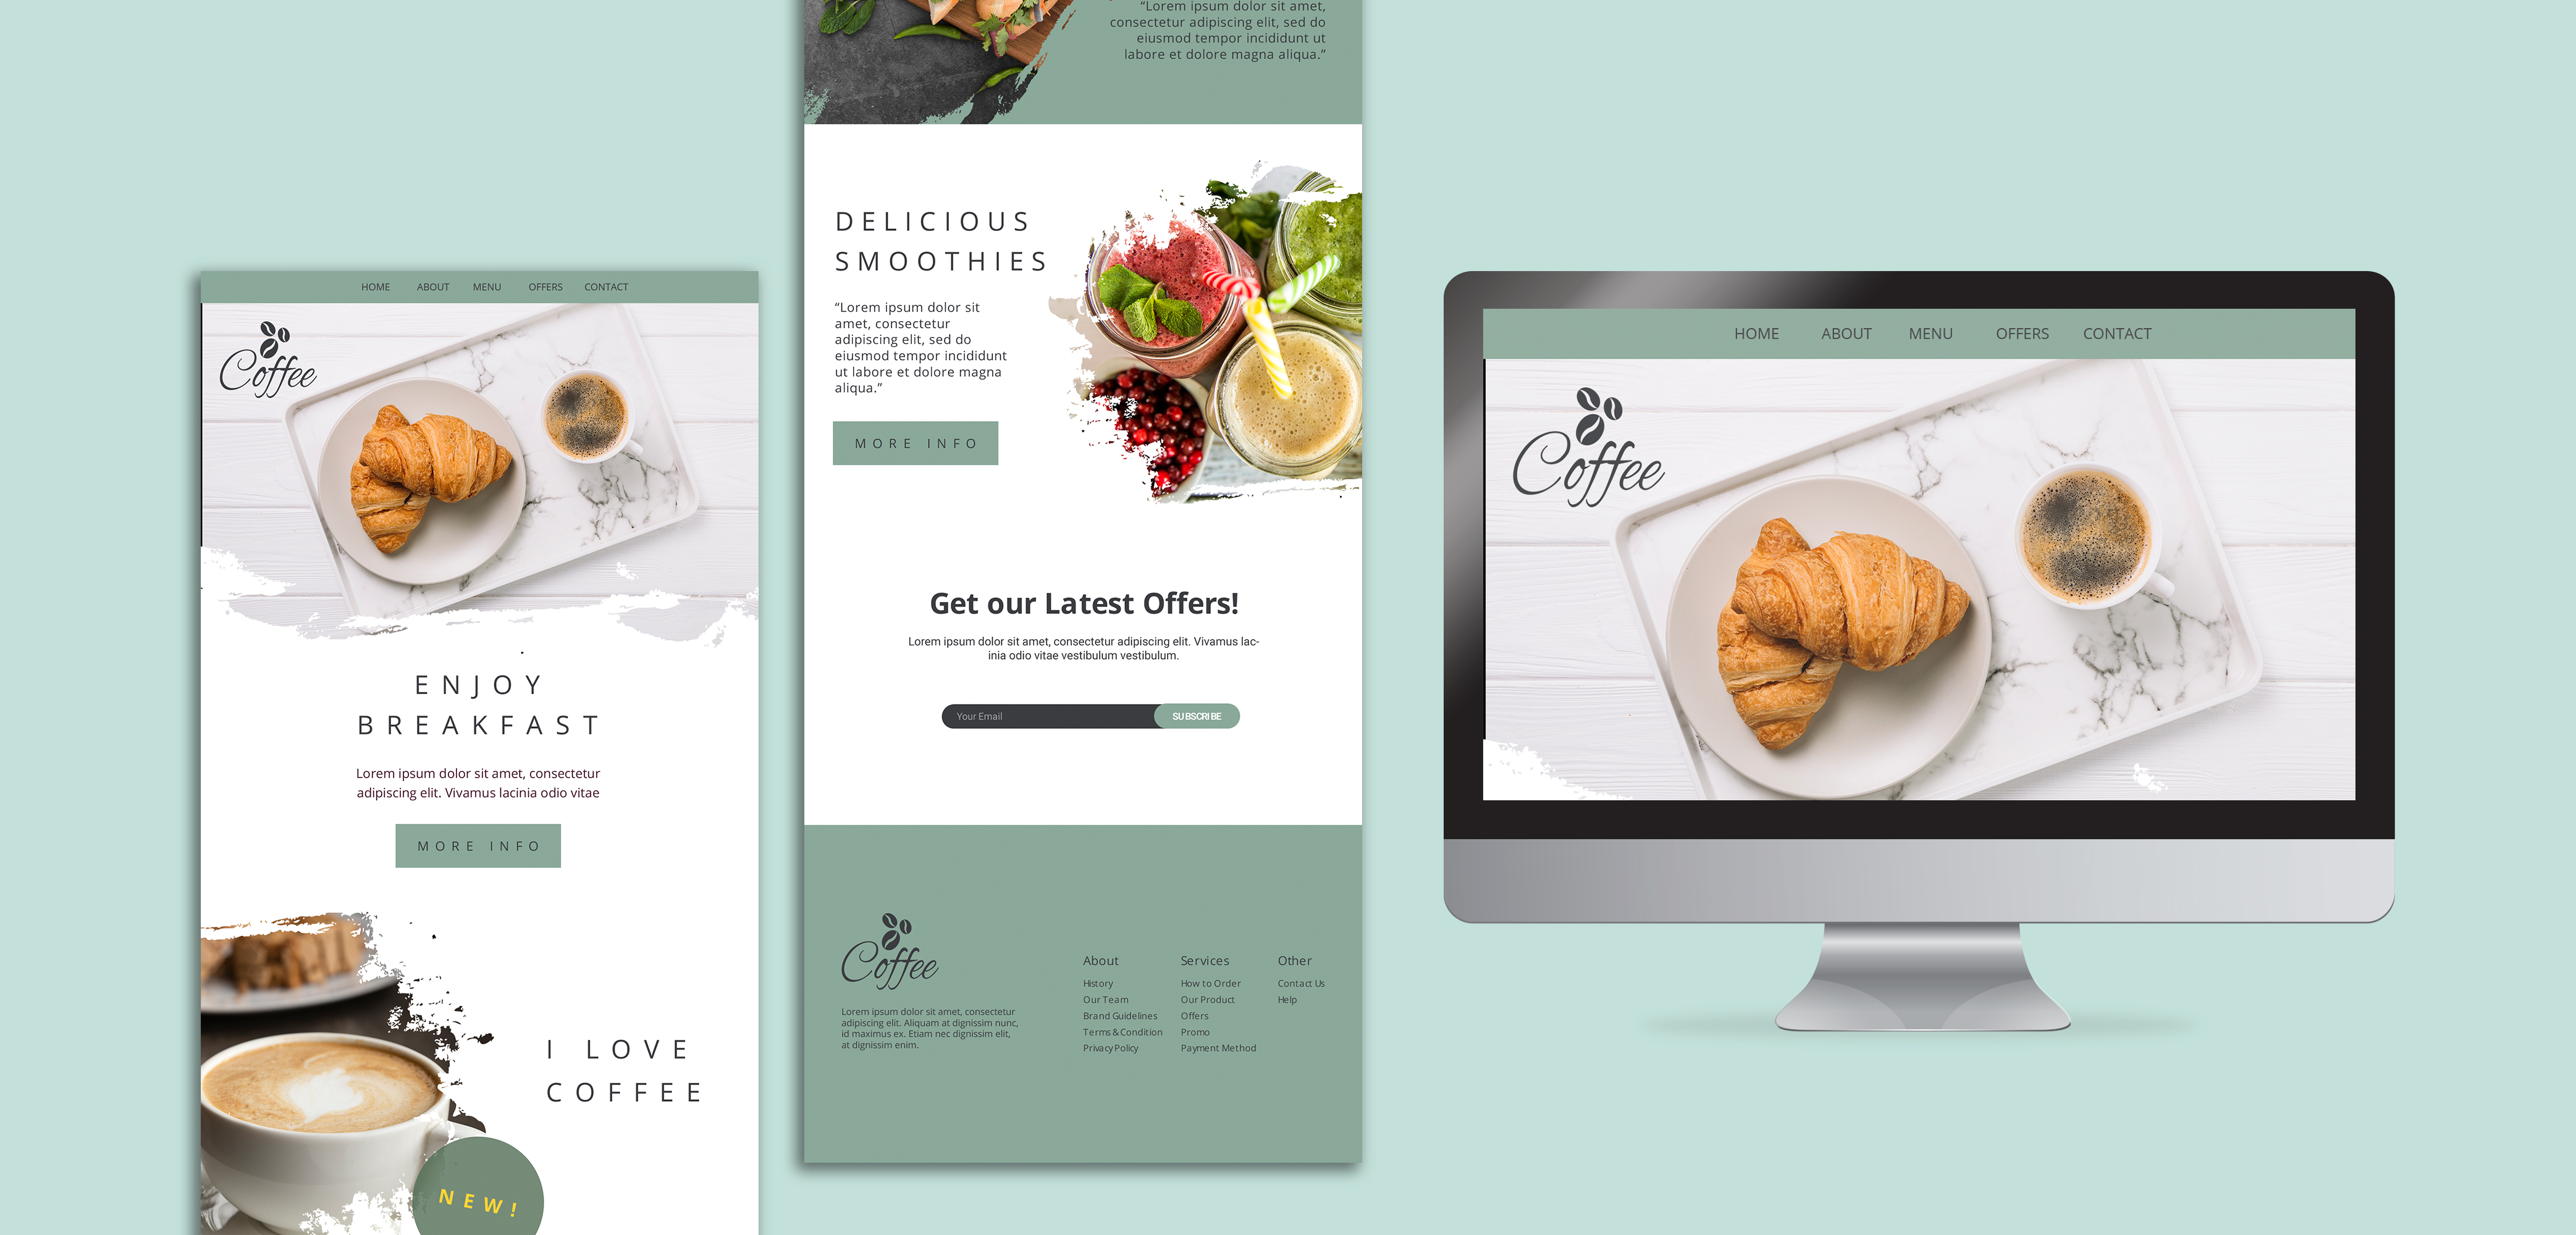 HOME ABOUT MENU OFFERS CONTACT
Coffee
ENJOY
BREAKFAST
Lorem ipsum dolor sit amet, consectetur
adipiscing elit. Vivamus lacinia odio vitae
MORE INFO
I LOVE
COFFEE
NEW!
“Lorem ipsum dolor sit amet,
consectetur adipiscing elit, sed do
eiusmod tempor incididunt ut
labore et dolore magna aliqua.”
DELICIOUS
SMOOTHIES
“Lorem ipsum dolor sit
amet, consectetur
adipiscing elit, sed do
eiusmod tempor incididunt
ut labore et dolore magna
aliqua.”
MORE INFO
Get our Latest Offers!
Lorem ipsum dolor sit amet, consectetur adipiscing elit. Vivamus lac-
inia odio vitae vestibulum vestibulum.
Your Email SUBSCRIBE
Coffee
Lorem ipsum dolor sit amet, consectetur
adipiscing elit. Aliquam at dignissim nunc,
id maximus ex. Etiam nec dignissim elit,
at dignissim enim.
About
History
Our Team
Brand Guidelines
Terms & Condition
Privacy Policy
Services
How to Order
Our Product
Offers
Promo
Payment Method
Other
Contact Us
Help
HOME ABOUT MENU OFFERS CONTACT
Coffee